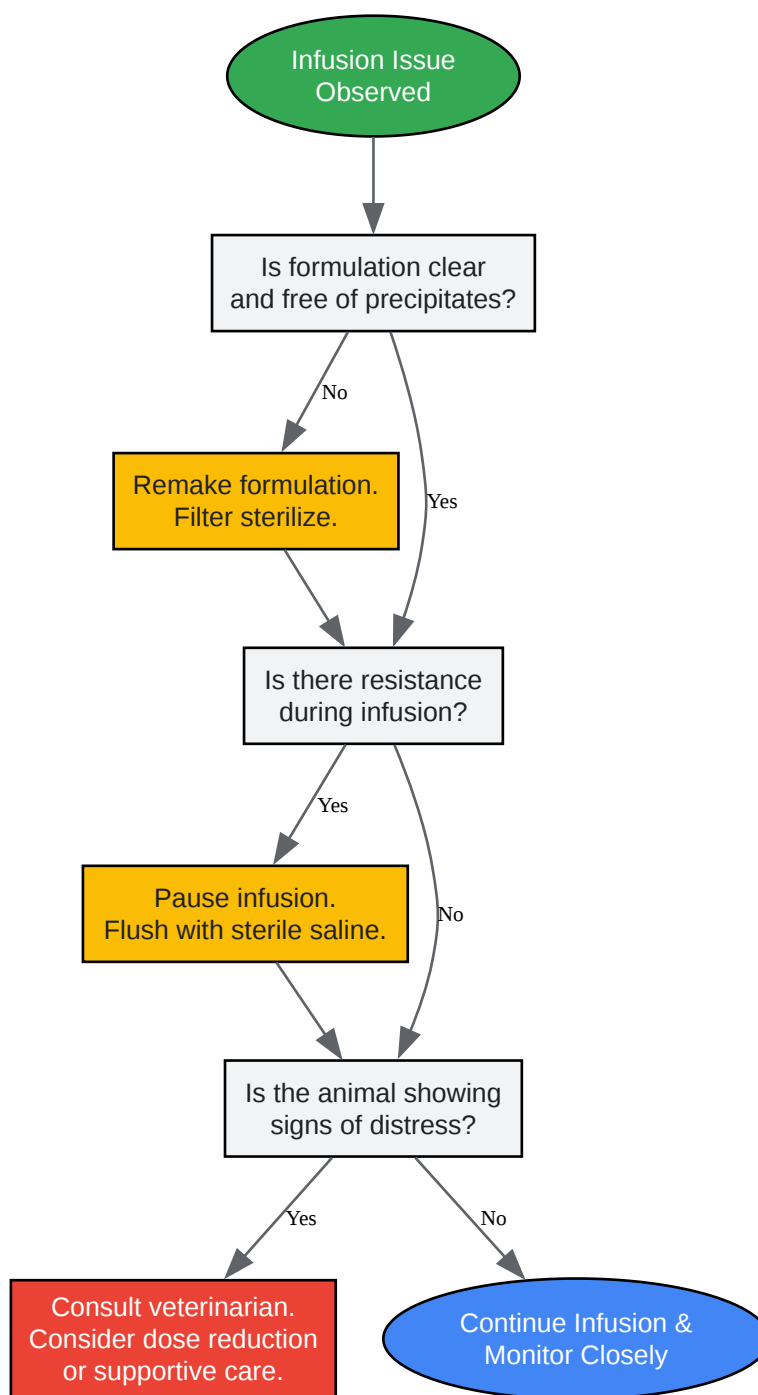 Infusion Issue
Observed
Is formulation clear
and free of precipitates?
No
Remake formulation.
Filter sterilize.
Yes
Is there resistance
during infusion?
Yes
Pause infusion.
Flush with sterile saline.
No
Is the animal showing
signs of distress?
Yes
No
Consult veterinarian.
Consider dose reduction
or supportive care.
Continue Infusion &
Monitor Closely